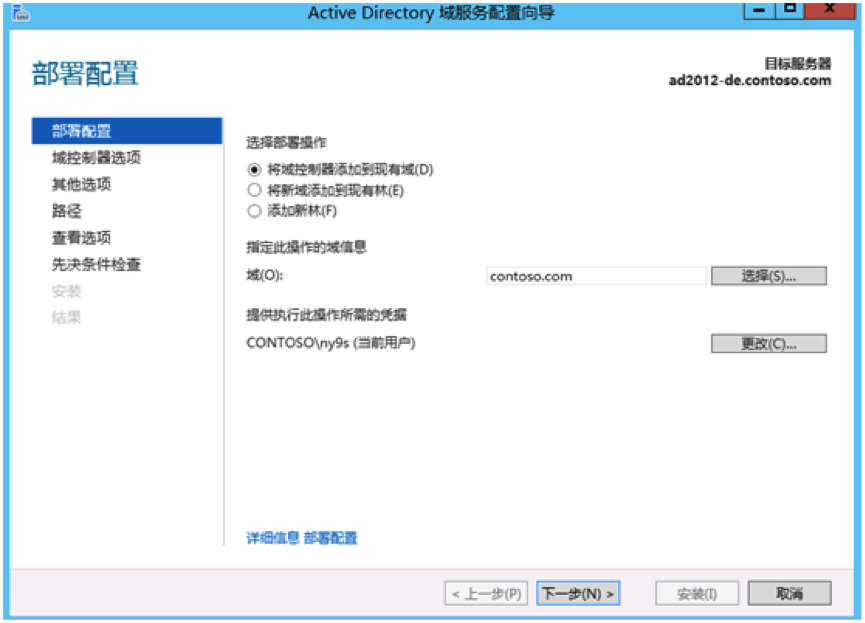 Active Directory 域服务配置向导
部署配置
目标服务器
ad2012-de.contoso.com
部署配置
域控制器选项
其他选项
路径
查看选项
先决条件检查
安装
结果
选择部署操作
将域控制器添加到现有域(D)
将新域添加到现有林(E)
添加新林(F)
指定此操作的域信息
域(O): contoso.com 选择(S)...
提供执行此操作所需的凭据
CONTOSO\ny9s (当前用户) 更改(C)...
详细信息 部署配置
< 上一步(P) 下一步(N) > 安装(I) 取消